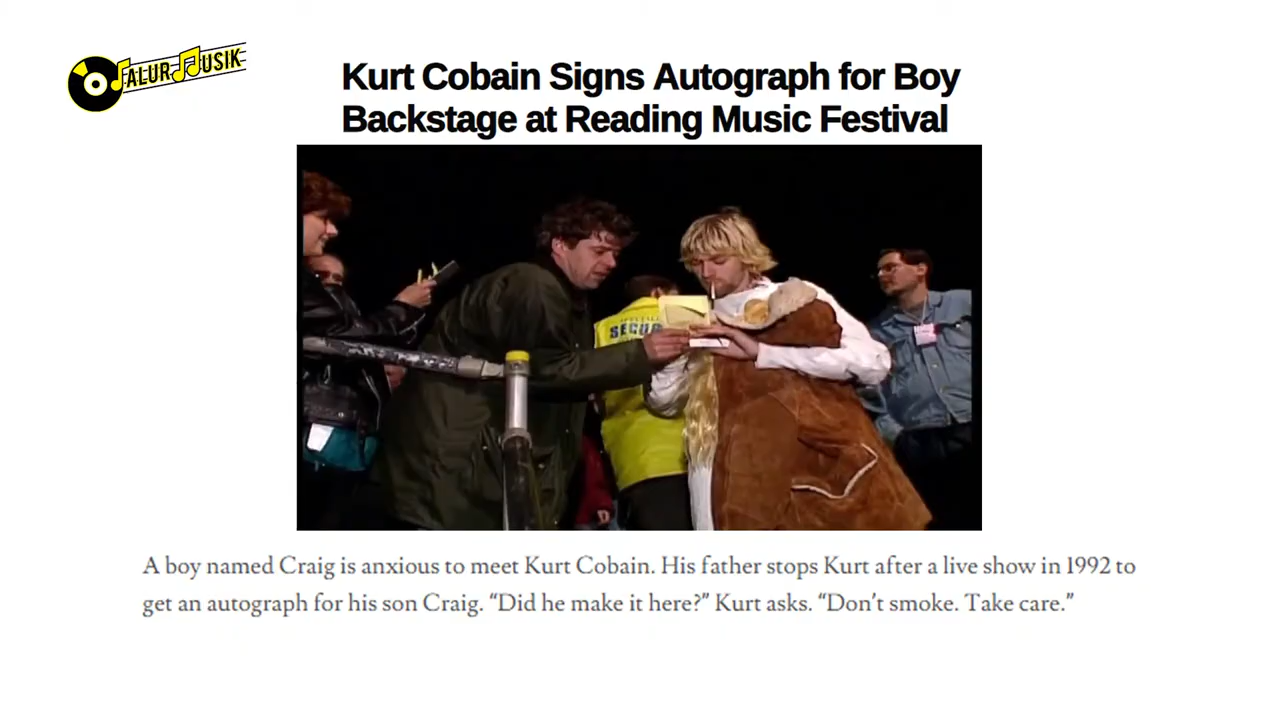 ALUR MUSIK
Kurt Cobain Signs Autograph for Boy
Backstage at Reading Music Festival
SECU
A boy named Craig is anxious to meet Kurt Cobain. His father stops Kurt after a live show in 1992 to
get an autograph for his son Craig. “Did he make it here?” Kurt asks. “Don’t smoke. Take care.”